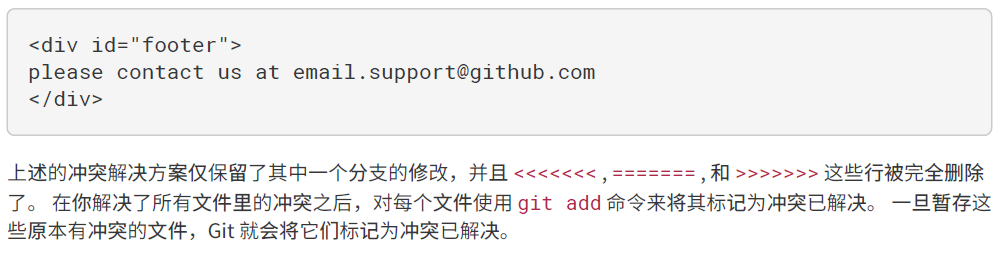 <div id="footer">
please contact us at email.support@github.com
</div>
上述的冲突解决方案仅保留了其中一个分支的修改，并且 <<<<<<< , ======= , 和 >>>>>>> 这些行被完全删除
了。 在你解决了所有文件里的冲突之后，对每个文件使用 git add 命令来将其标记为冲突已解决。 一旦暂存这
些原本有冲突的文件，Git 就会将它们标记为冲突已解决。